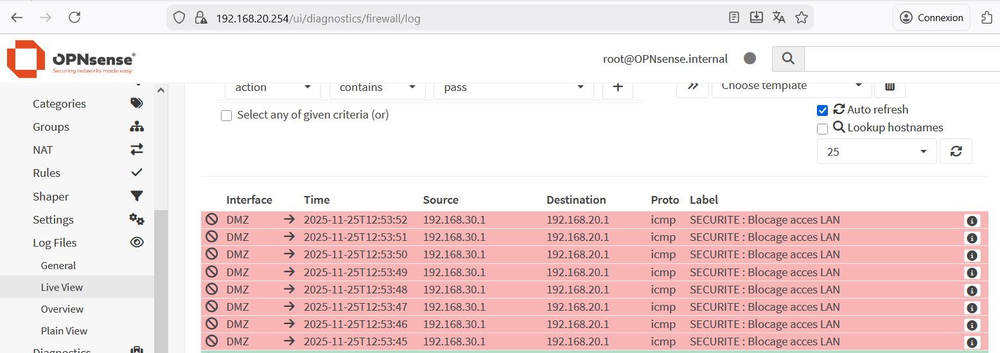 192.168.20.254/ui/diagnostics/firewall/log
Connexion
OPNsense®
Securing networks made easy
root@OPNsense.internal
Categories
Groups
NAT
Rules
Shaper
Settings
Log Files
General
Live View
Overview
Plain View
Diagnostics
action contains pass + Choose template
Select any of given criteria (or)
Auto refresh
Lookup hostnames
25
Interface Time Source Destination Proto Label
DMZ → 2025-11-25T12:53:52 192.168.30.1 192.168.20.1 icmp SECURITE : Blocage acces LAN
DMZ → 2025-11-25T12:53:51 192.168.30.1 192.168.20.1 icmp SECURITE : Blocage acces LAN
DMZ → 2025-11-25T12:53:50 192.168.30.1 192.168.20.1 icmp SECURITE : Blocage acces LAN
DMZ → 2025-11-25T12:53:49 192.168.30.1 192.168.20.1 icmp SECURITE : Blocage acces LAN
DMZ → 2025-11-25T12:53:48 192.168.30.1 192.168.20.1 icmp SECURITE : Blocage acces LAN
DMZ → 2025-11-25T12:53:47 192.168.30.1 192.168.20.1 icmp SECURITE : Blocage acces LAN
DMZ → 2025-11-25T12:53:46 192.168.30.1 192.168.20.1 icmp SECURITE : Blocage acces LAN
DMZ → 2025-11-25T12:53:45 192.168.30.1 192.168.20.1 icmp SECURITE : Blocage acces LAN